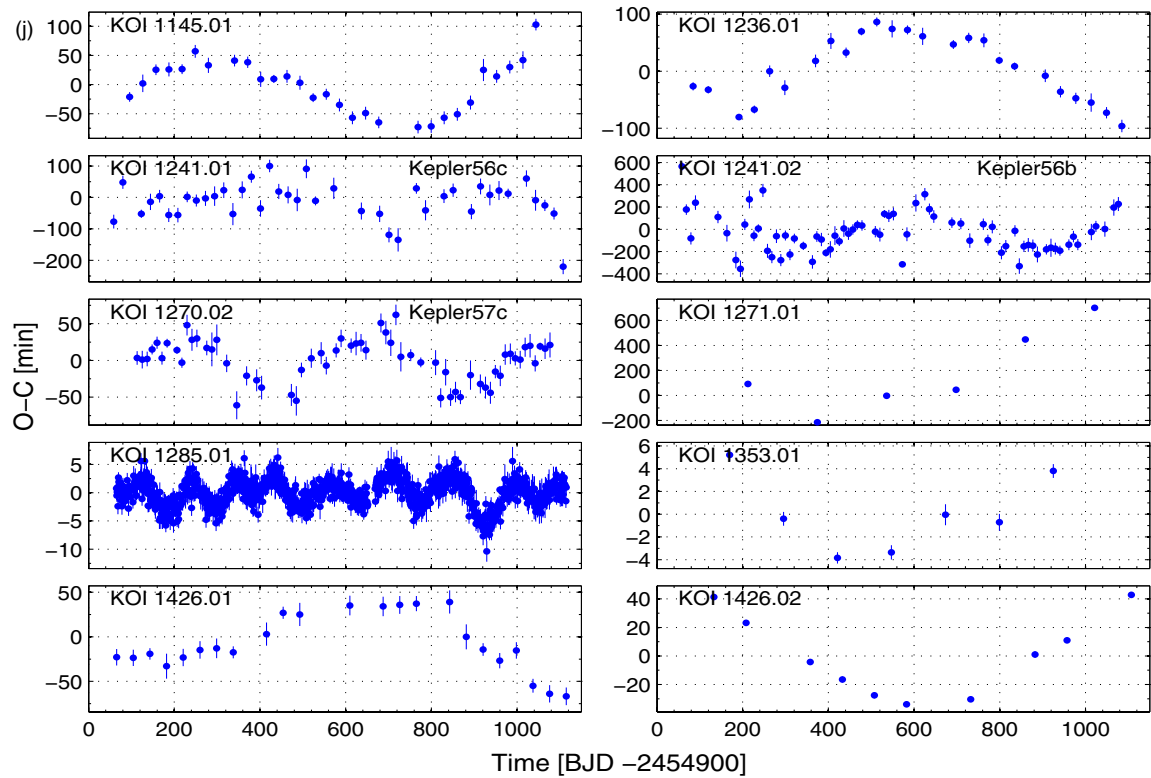 (j)
KOI 1145.01
100
50
0
−50
KOI 1236.01
100
0
−100
KOI 1241.01 Kepler56c
100
0
−100
−200
KOI 1241.02 Kepler56b
600
400
200
0
−200
−400
KOI 1270.02 Kepler57c
50
0
−50
KOI 1271.01
600
400
200
0
−200
KOI 1285.01
5
0
−5
−10
KOI 1353.01
6
4
2
0
−2
−4
KOI 1426.01
50
0
−50
0 200 400 600 800 1000
KOI 1426.02
40
20
0
−20
0 200 400 600 800 1000
O−C [min]
Time [BJD −2454900]